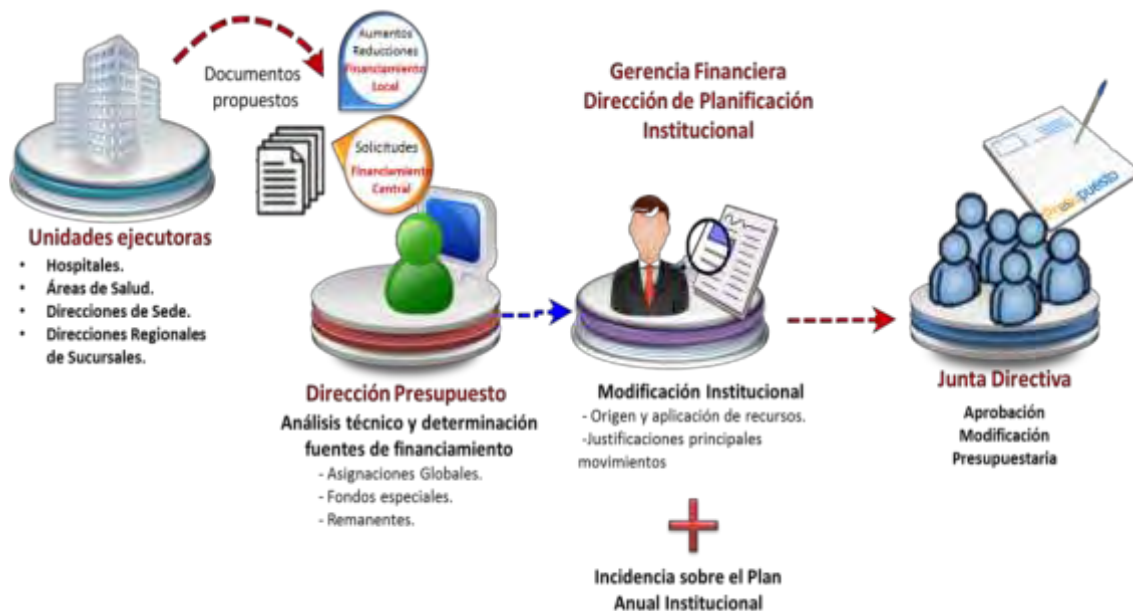 Documentos
propuestos
Aumentos
Reducciones
Financiamiento
Local
Solicitudes
Financiamiento
Central
Unidades ejecutoras
• Hospitales.
• Áreas de Salud.
• Direcciones de Sede.
• Direcciones Regionales
de Sucursales.
Dirección Presupuesto
Análisis técnico y determinación
fuentes de financiamiento
- Asignaciones Globales.
- Fondos especiales.
- Remanentes.
Gerencia Financiera
Dirección de Planificación
Institucional
Modificación Institucional
- Origen y aplicación de recursos.
-Justificaciones principales
movimientos
Incidencia sobre el Plan
Anual Institucional
Presupuesto
Junta Directiva
Aprobación
Modificación
Presupuestaria